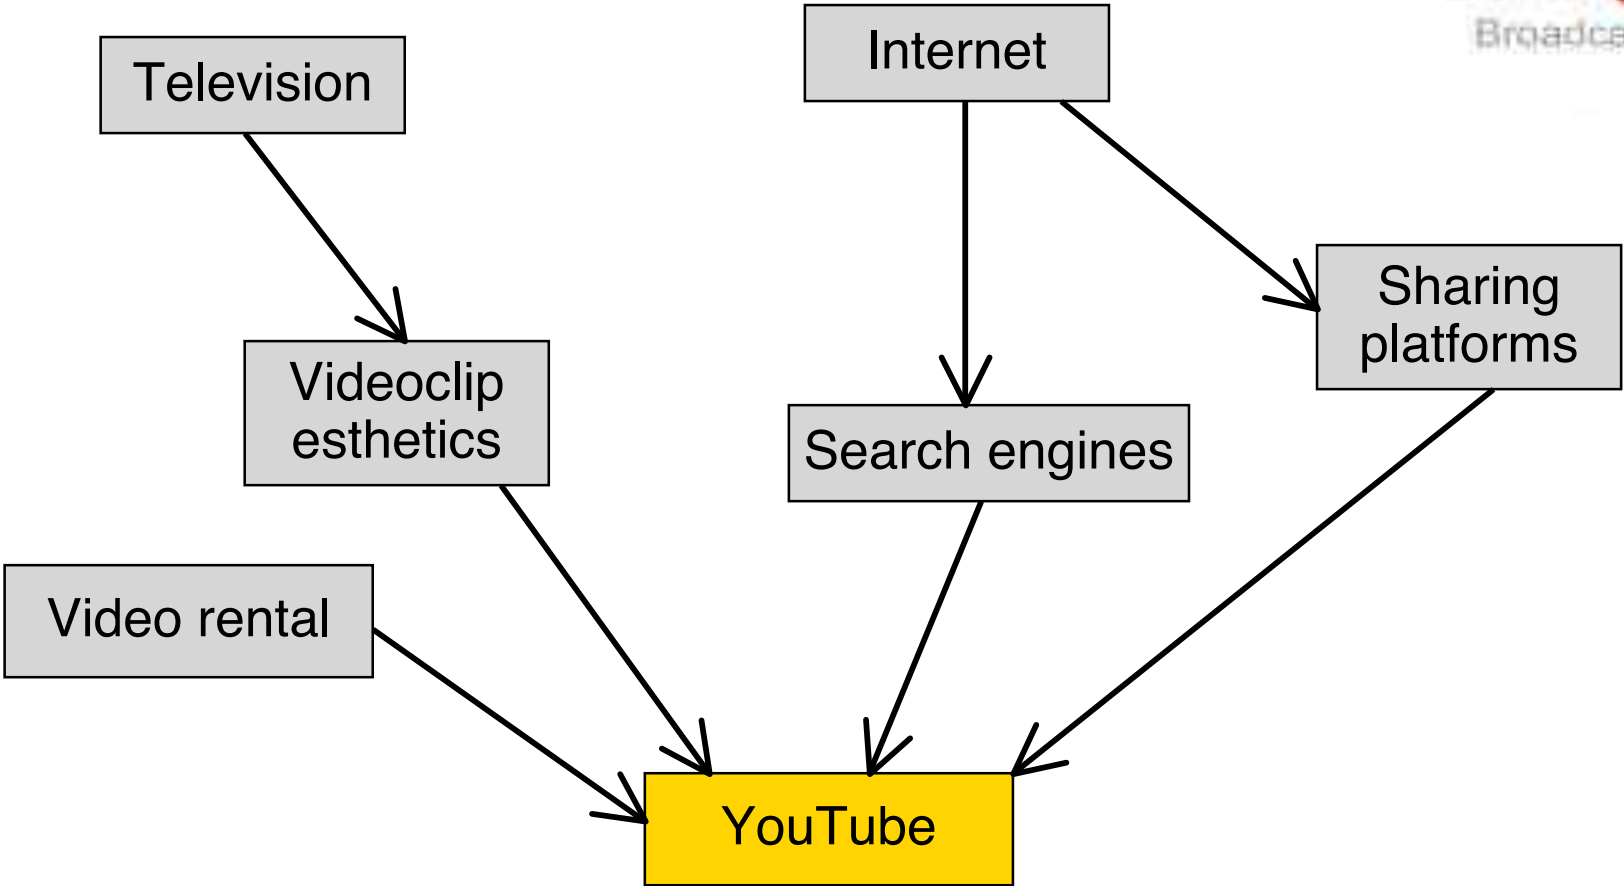 Internet
Television
Sharing
platforms
Videoclip
esthetics
Search engines
Video rental
YouTube